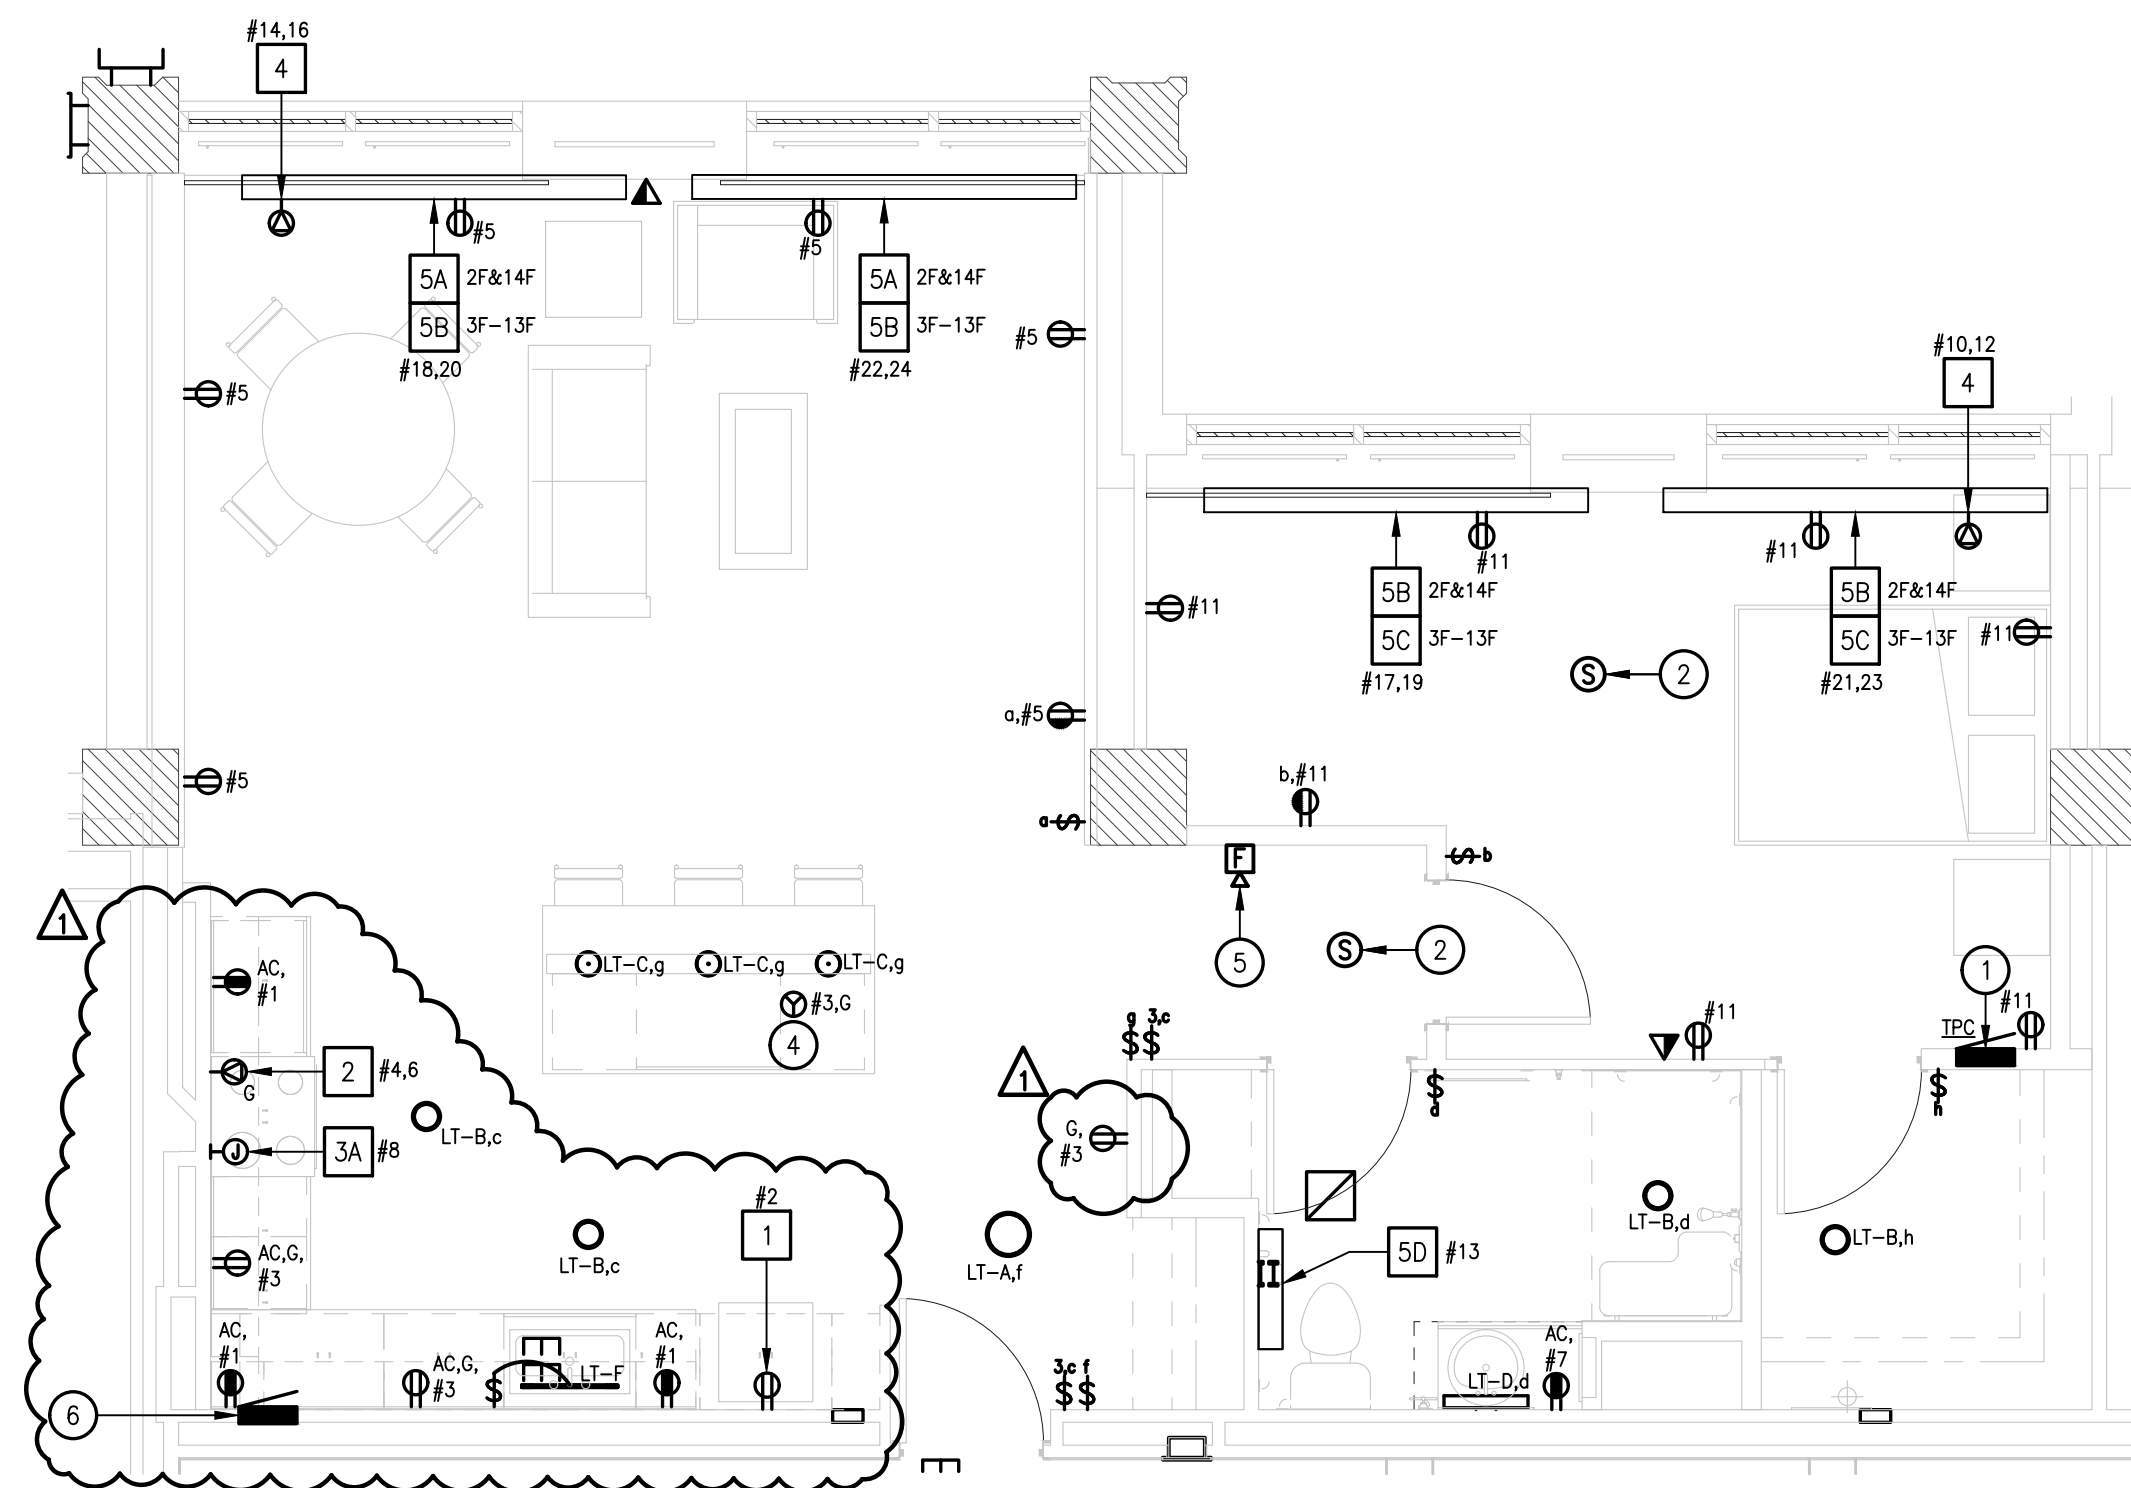 #14,16
4
#5
#5
5A 2F&14F
5B 3F-13F
#18,20
5A 2F&14F
5B 3F-13F
#22,24
#5
#5
#10,12
4
#11
#11
5B 2F&14F
5C 3F-13F
#17,19
5B 2F&14F
5C 3F-13F
#21,23
#11
#11
S 2
a,#5
#5
b,#11
a $
$ b
F
5
S 2
1
AC,
#1
LT-C,g
LT-C,g
LT-C,g
#3,G
4
1
#11
TPC
#11
g 3,c
$ $
2 #4,6
G
J 3A #8
LT-B,c
1
G,
#3
$
d
$
h
AC,G,
#3
LT-B,c
#2
1
LT-A,f
5D #13
LT-B,d
LT-B,h
AC,
#1
AC,G,
#3
$
LT-F
AC,
#1
3,c f
$ $
LT-D,d
AC,
#7
6